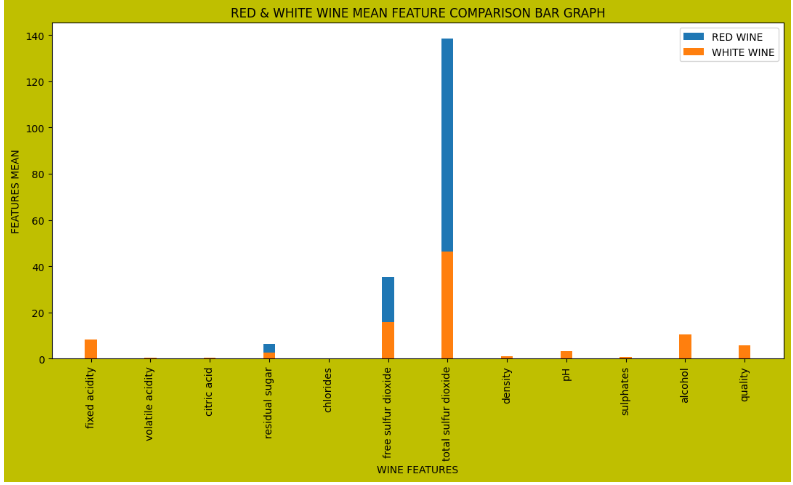 RED & WHITE WINE MEAN FEATURE COMPARISON BAR GRAPH
RED WINE
WHITE WINE
FEATURES MEAN
140
120
100
80
60
40
20
0
fixed acidity
volatile acidity
citric acid
residual sugar
chlorides
free sulfur dioxide
total sulfur dioxide
density
pH
sulphates
alcohol
quality
WINE FEATURES